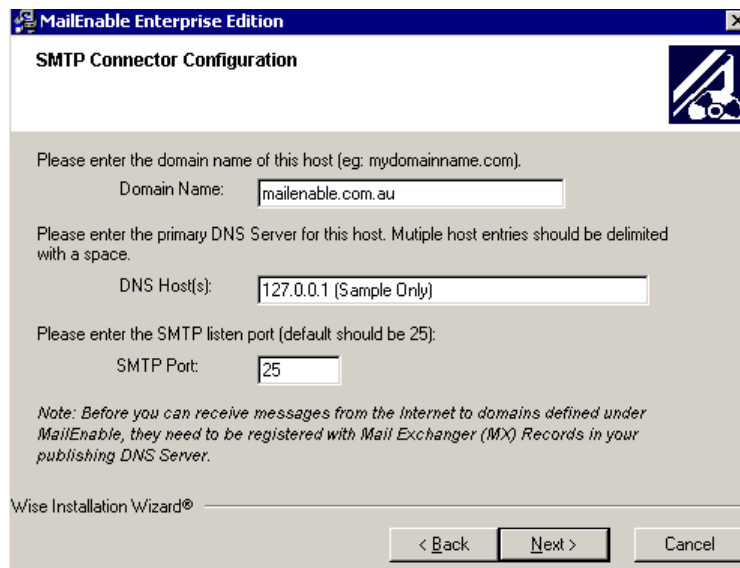 MailEnable Enterprise Edition
SMTP Connector Configuration
Please enter the domain name of this host (eg: mydomainname.com).
Domain Name: mailenable.com.au
Please enter the primary DNS Server for this host. Mutiple host entries should be delimited
with a space.
DNS Host(s): 127.0.0.1 (Sample Only)
Please enter the SMTP listen port (default should be 25):
SMTP Port: 25
Note: Before you can receive messages from the Internet to domains defined under
MailEnable, they need to be registered with Mail Exchanger (MX) Records in your
publishing DNS Server.
Wise Installation Wizard®
< Back Next > Cancel